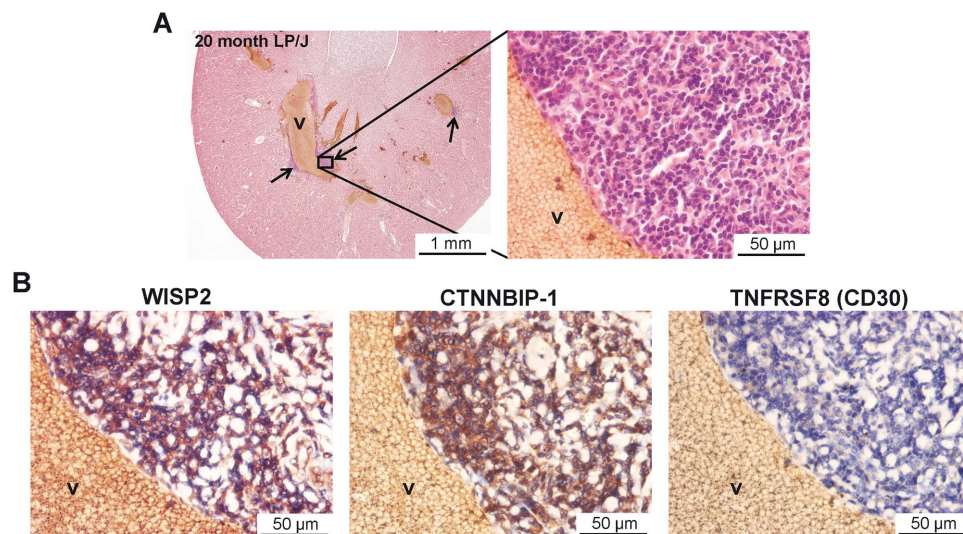 A
20 month LP/J
V
1 mm
V
50 µm
B
WISP2
CTNNBIP-1
TNFRSF8 (CD30)
V
50 µm
V
50 µm
V
50 µm